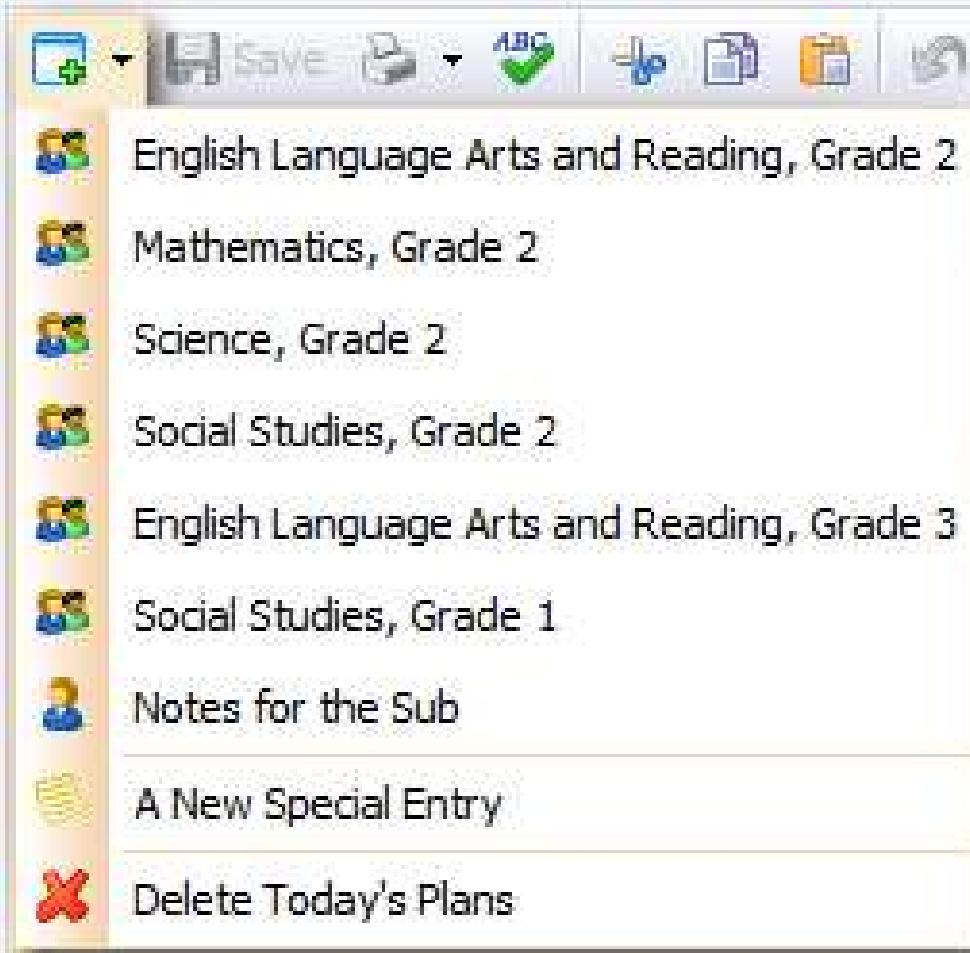 Save ABC
English Language Arts and Reading, Grade 2
Mathematics, Grade 2
Science, Grade 2
Social Studies, Grade 2
English Language Arts and Reading, Grade 3
Social Studies, Grade 1
Notes for the Sub
A New Special Entry
Delete Today's Plans